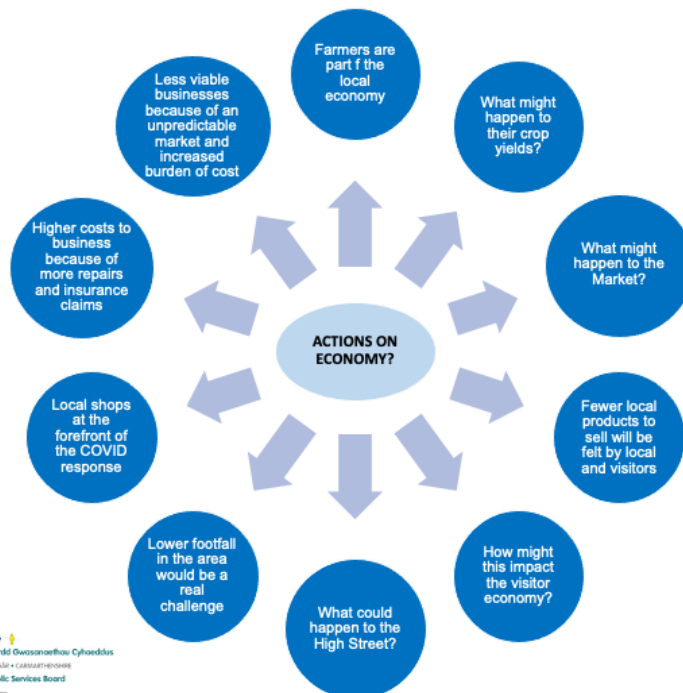 Farmers are
part f the
local
economy
What might
happen to
their crop
yields?
What might
happen to the
Market?
Fewer local
products to
sell will be
felt by local
and visitors
How might
this impact
the visitor
economy?
What could
happen to the
High Street?
Lower footfall
in the area
would be a
real
challenge
Local shops
at the
forefront of
the COVID
response
Higher costs to
business
because of
more repairs
and insurance
claims
Less viable
businesses
because of an
unpredictable
market and
increased
burden of cost
ACTIONS ON
ECONOMY?
Gwasanaethau Cyhoeddus
CARMARTHENSHIRE
Services Board